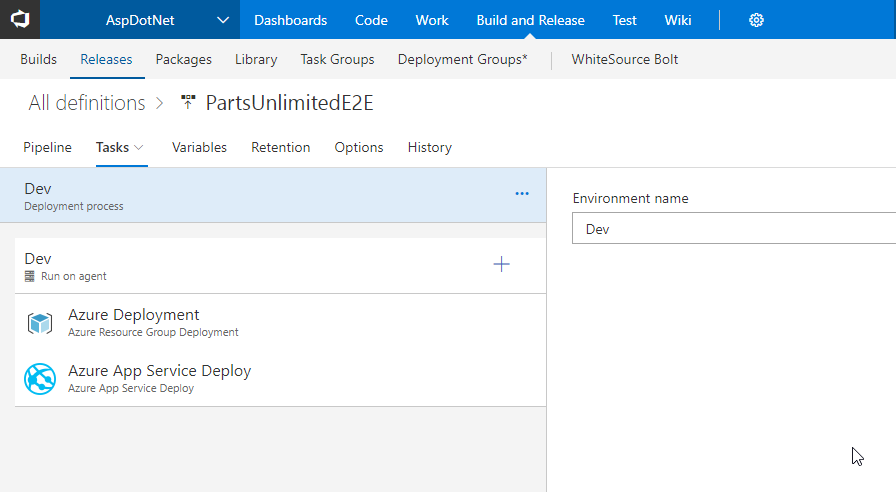 AspDotNet Dashboards Code Work Build and Release Test Wiki
Builds Releases Packages Library Task Groups Deployment Groups* WhiteSource Bolt
All definitions > PartsUnlimitedE2E
Pipeline Tasks Variables Retention Options History
Dev
Deployment process
...
Environment name
Dev
Dev
Run on agent
Azure Deployment
Azure Resource Group Deployment
Azure App Service Deploy
Azure App Service Deploy